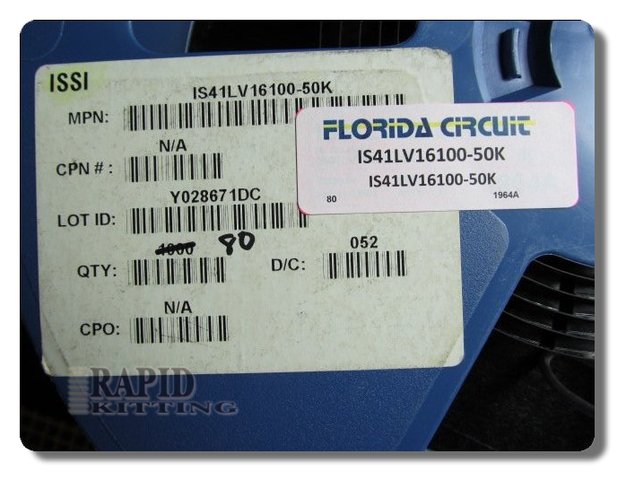 ISSI
IS41LV16100-50K
MPN:
N/A
CPN # :
Y028671DC
LOT ID:
1000 80
052
QTY:
D/C:
N/A
CPO:
FLORIDA CIRCUIT
IS41LV16100-50K
IS41LV16100-50K
80 1964A
RAPID
KITTING